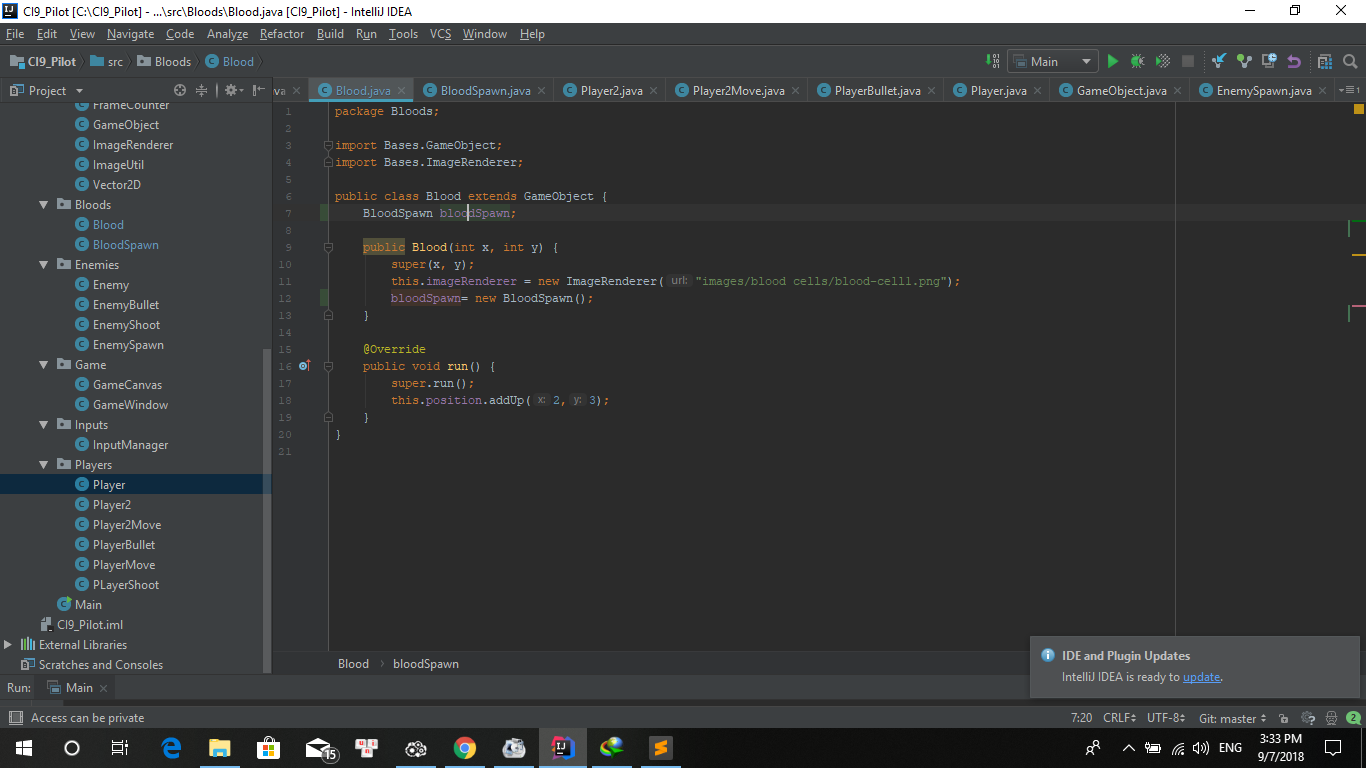 CI9_Pilot [C:\CI9_Pilot] - ...\src\Bloods\Blood.java [CI9_Pilot] - IntelliJ IDEA
File Edit View Navigate Code Analyze Refactor Build Run Tools VCS Window Help
CI9_Pilot src Bloods Blood Main
Project
ava Blood.java BloodSpawn.java Player2.java Player2Move.java PlayerBullet.java Player.java GameObject.java EnemySpawn.java
FrameCounter
GameObject
ImageRenderer
ImageUtil
Vector2D
Bloods
Blood
BloodSpawn
Enemies
Enemy
EnemyBullet
EnemyShoot
EnemySpawn
Game
GameCanvas
GameWindow
Inputs
InputManager
Players
Player
Player2
Player2Move
PlayerBullet
PlayerMove
PLayerShoot
Main
CI9_Pilot.iml
External Libraries
Scratches and Consoles
1 package Bloods;
2
3 import Bases.GameObject;
4 import Bases.ImageRenderer;
5
6 public class Blood extends GameObject {
7 BloodSpawn bloodSpawn;
8
9 public Blood(int x, int y) {
10 super(x, y);
11 this.imageRenderer = new ImageRenderer( url: "images/blood cells/blood-cell1.png");
12 bloodSpawn= new BloodSpawn();
13 }
14
15 @Override
16 public void run() {
17 super.run();
18 this.position.addUp( x: 2, y: 3);
19 }
20 }
21
Blood bloodSpawn
IDE and Plugin Updates
IntelliJ IDEA is ready to update.
Run: Main
Access can be private 7:20 CRLF UTF-8 Git: master 2
15 ENG
3:33 PM
9/7/2018